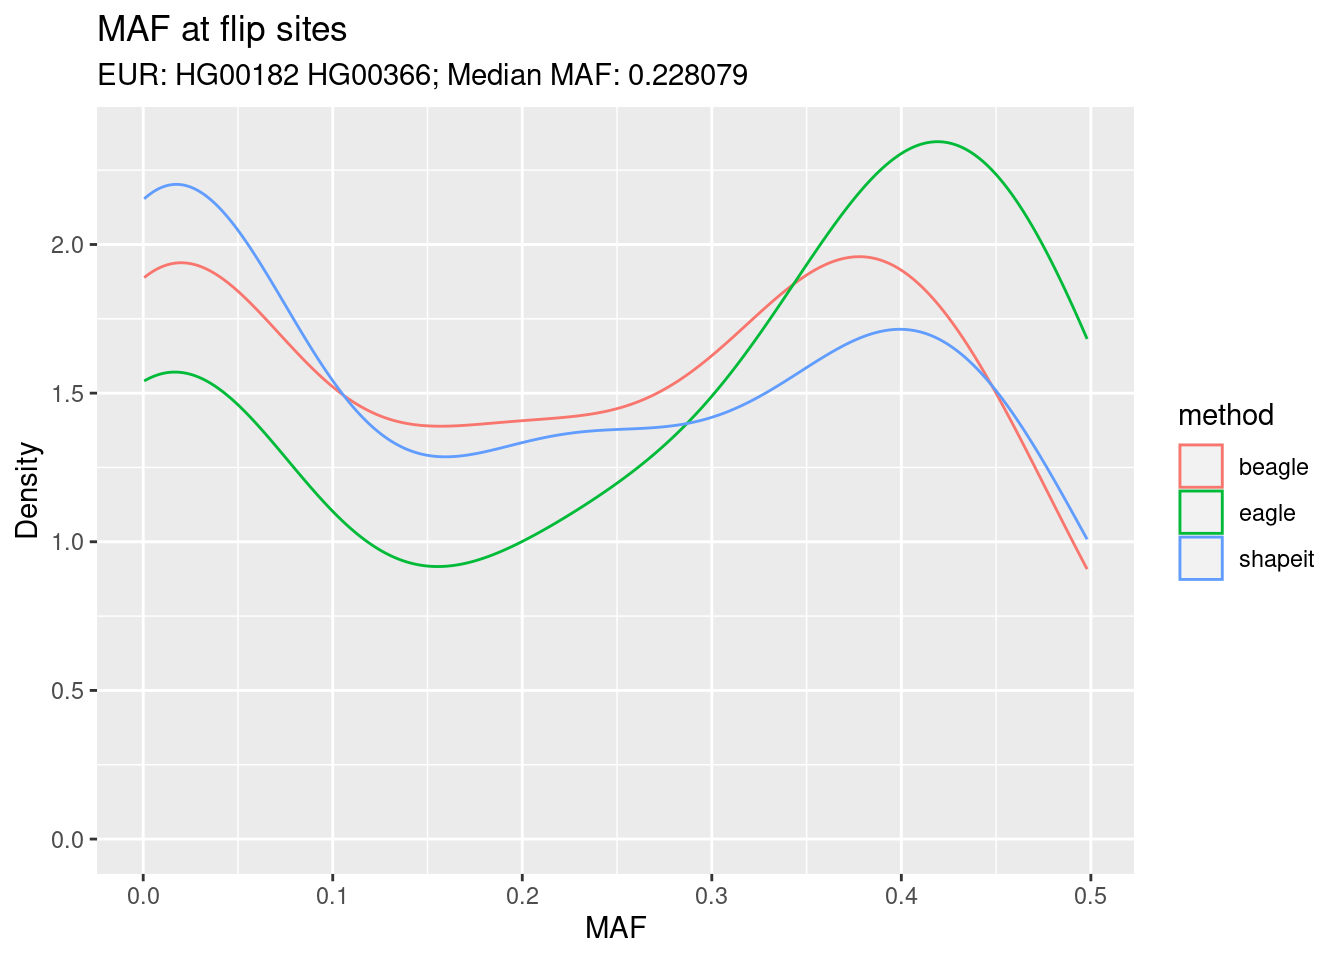 MAF at flip sites
EUR: HG00182 HG00366; Median MAF: 0.228079
Density
2.0
1.5
1.0
0.5
0.0
0.0 0.1 0.2 0.3 0.4 0.5
MAF
method
beagle
eagle
shapeit